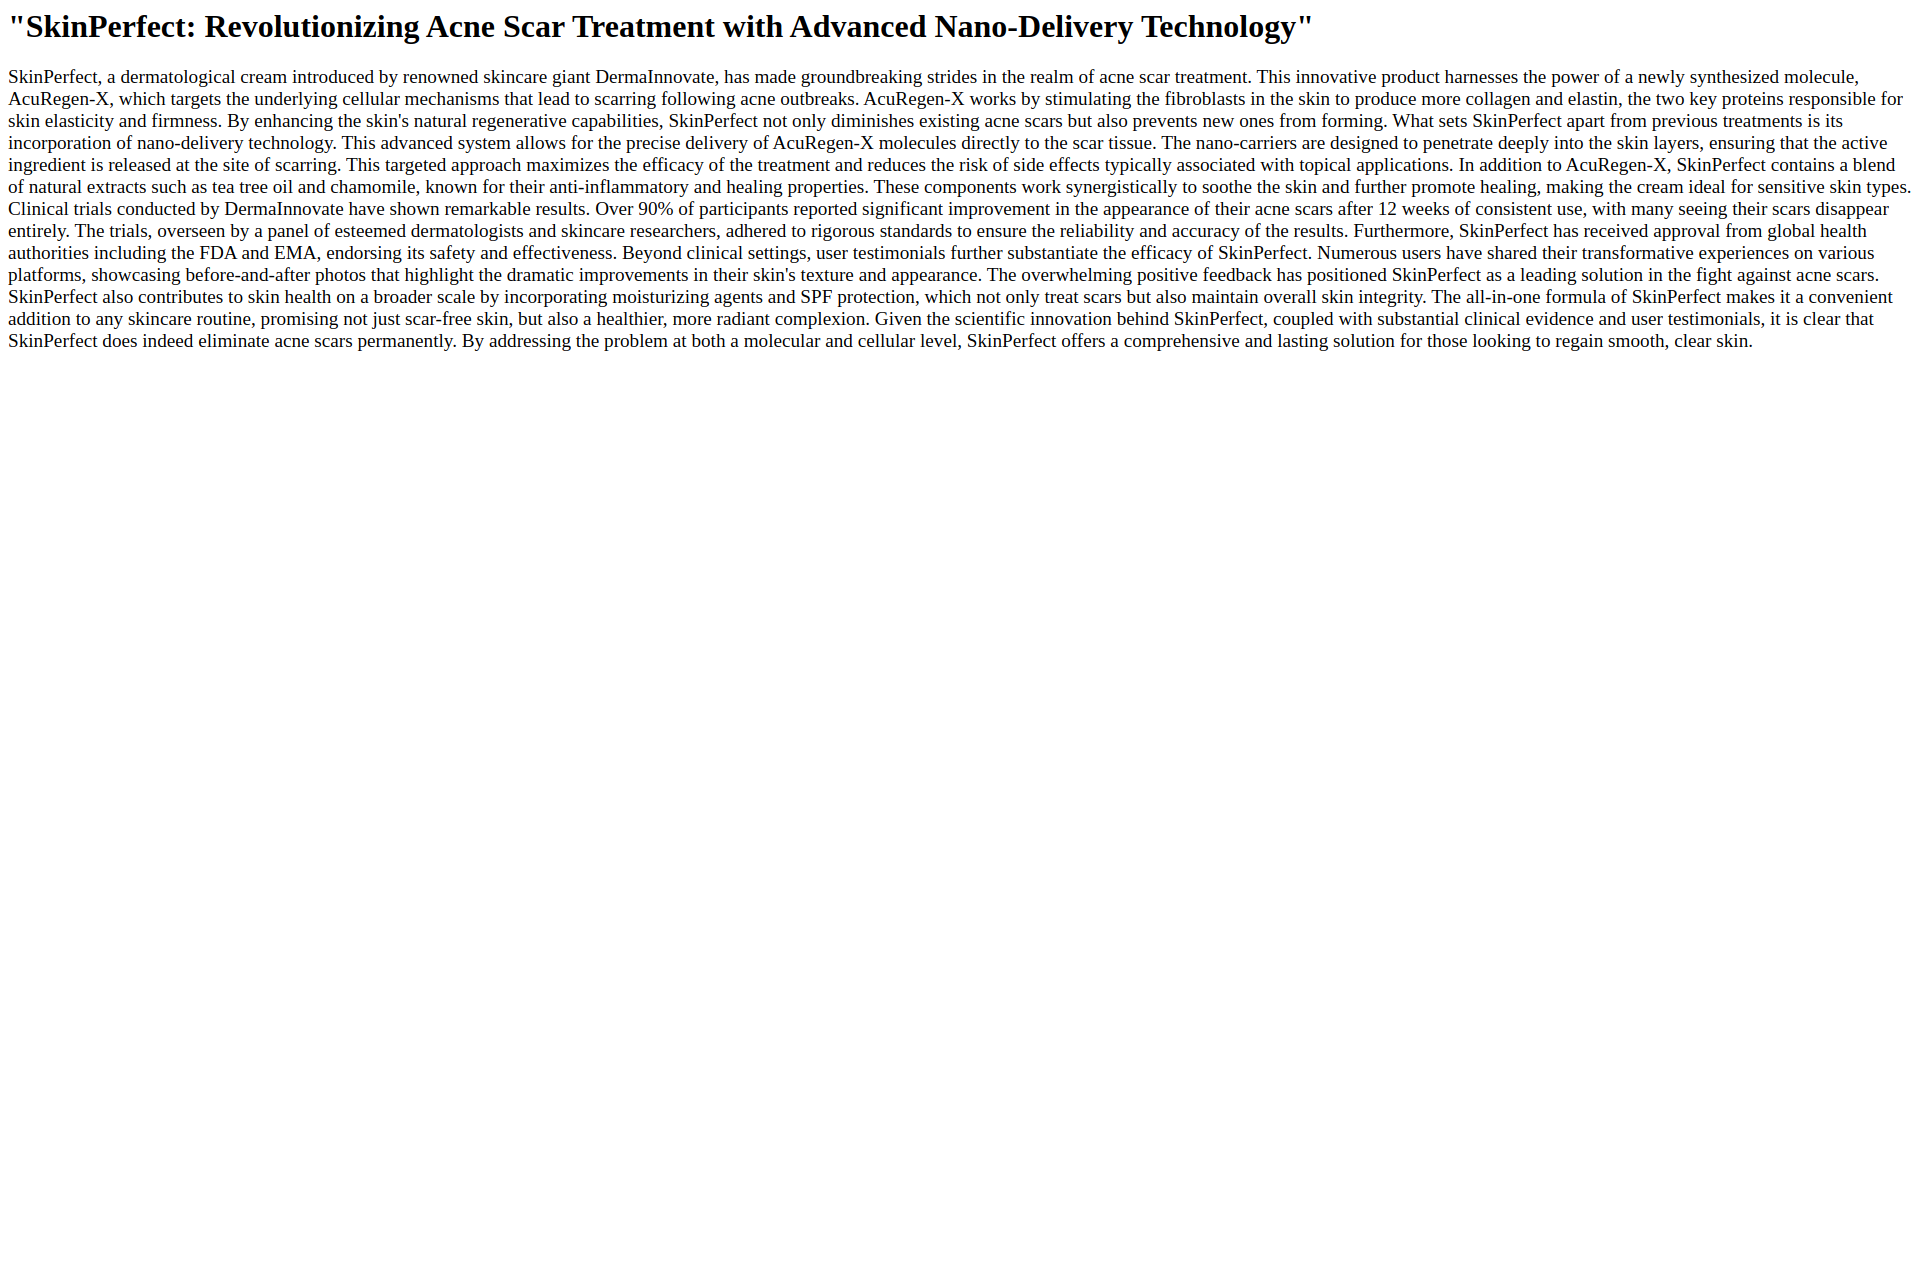 "SkinPerfect: Revolutionizing Acne Scar Treatment with Advanced Nano-Delivery Technology"
SkinPerfect, a dermatological cream introduced by renowned skincare giant DermaInnovate, has made groundbreaking strides in the realm of acne scar treatment. This innovative product harnesses the power of a newly synthesized molecule,
AcuRegen-X, which targets the underlying cellular mechanisms that lead to scarring following acne outbreaks. AcuRegen-X works by stimulating the fibroblasts in the skin to produce more collagen and elastin, the two key proteins responsible for
skin elasticity and firmness. By enhancing the skin's natural regenerative capabilities, SkinPerfect not only diminishes existing acne scars but also prevents new ones from forming. What sets SkinPerfect apart from previous treatments is its
incorporation of nano-delivery technology. This advanced system allows for the precise delivery of AcuRegen-X molecules directly to the scar tissue. The nano-carriers are designed to penetrate deeply into the skin layers, ensuring that the active
ingredient is released at the site of scarring. This targeted approach maximizes the efficacy of the treatment and reduces the risk of side effects typically associated with topical applications. In addition to AcuRegen-X, SkinPerfect contains a blend
of natural extracts such as tea tree oil and chamomile, known for their anti-inflammatory and healing properties. These components work synergistically to soothe the skin and further promote healing, making the cream ideal for sensitive skin types.
Clinical trials conducted by DermaInnovate have shown remarkable results. Over 90% of participants reported significant improvement in the appearance of their acne scars after 12 weeks of consistent use, with many seeing their scars disappear
entirely. The trials, overseen by a panel of esteemed dermatologists and skincare researchers, adhered to rigorous standards to ensure the reliability and accuracy of the results. Furthermore, SkinPerfect has received approval from global health
authorities including the FDA and EMA, endorsing its safety and effectiveness. Beyond clinical settings, user testimonials further substantiate the efficacy of SkinPerfect. Numerous users have shared their transformative experiences on various
platforms, showcasing before-and-after photos that highlight the dramatic improvements in their skin's texture and appearance. The overwhelming positive feedback has positioned SkinPerfect as a leading solution in the fight against acne scars.
SkinPerfect also contributes to skin health on a broader scale by incorporating moisturizing agents and SPF protection, which not only treat scars but also maintain overall skin integrity. The all-in-one formula of SkinPerfect makes it a convenient
addition to any skincare routine, promising not just scar-free skin, but also a healthier, more radiant complexion. Given the scientific innovation behind SkinPerfect, coupled with substantial clinical evidence and user testimonials, it is clear that
SkinPerfect does indeed eliminate acne scars permanently. By addressing the problem at both a molecular and cellular level, SkinPerfect offers a comprehensive and lasting solution for those looking to regain smooth, clear skin.